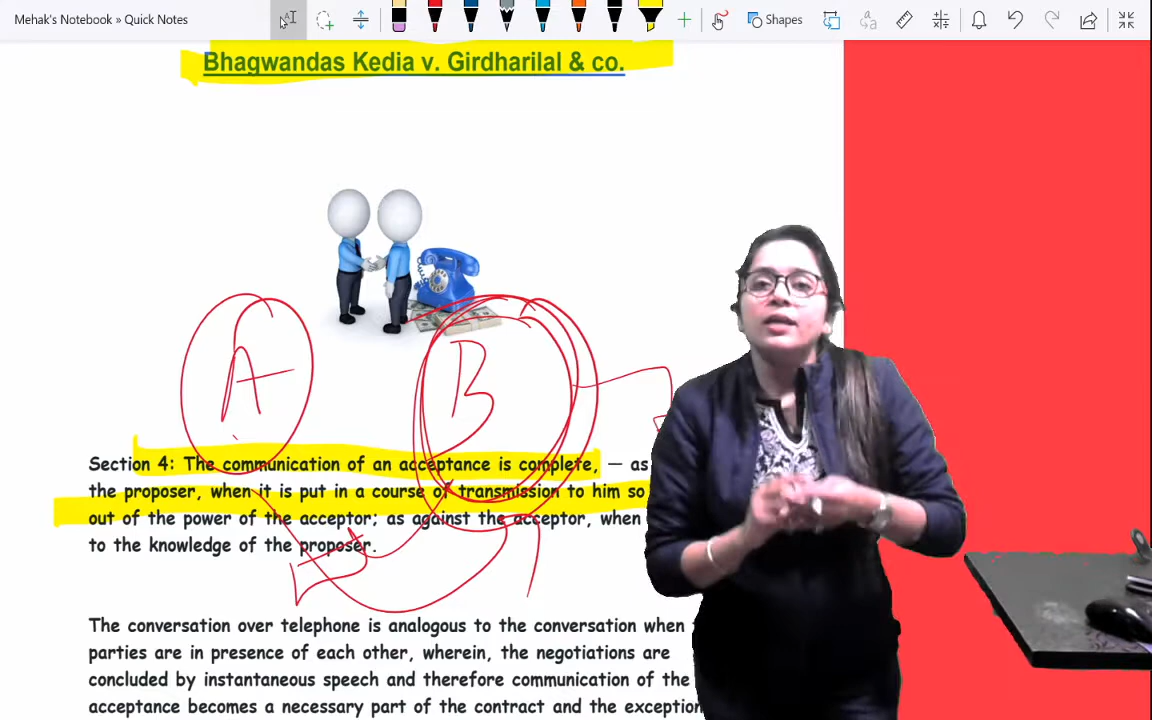 Mehak's Notebook » Quick Notes
Shapes
Bhagwandas Kedia v. Girdharilal & co.
A
B
Section 4: The communication of an acceptance is complete, — as
the proposer, when it is put in a course of transmission to him so
out of the power of the acceptor; as against the acceptor, when
to the knowledge of the proposer.
The conversation over telephone is analogous to the conversation when
parties are in presence of each other, wherein, the negotiations are
concluded by instantaneous speech and therefore communication of the
acceptance becomes a necessary part of the contract and the exception